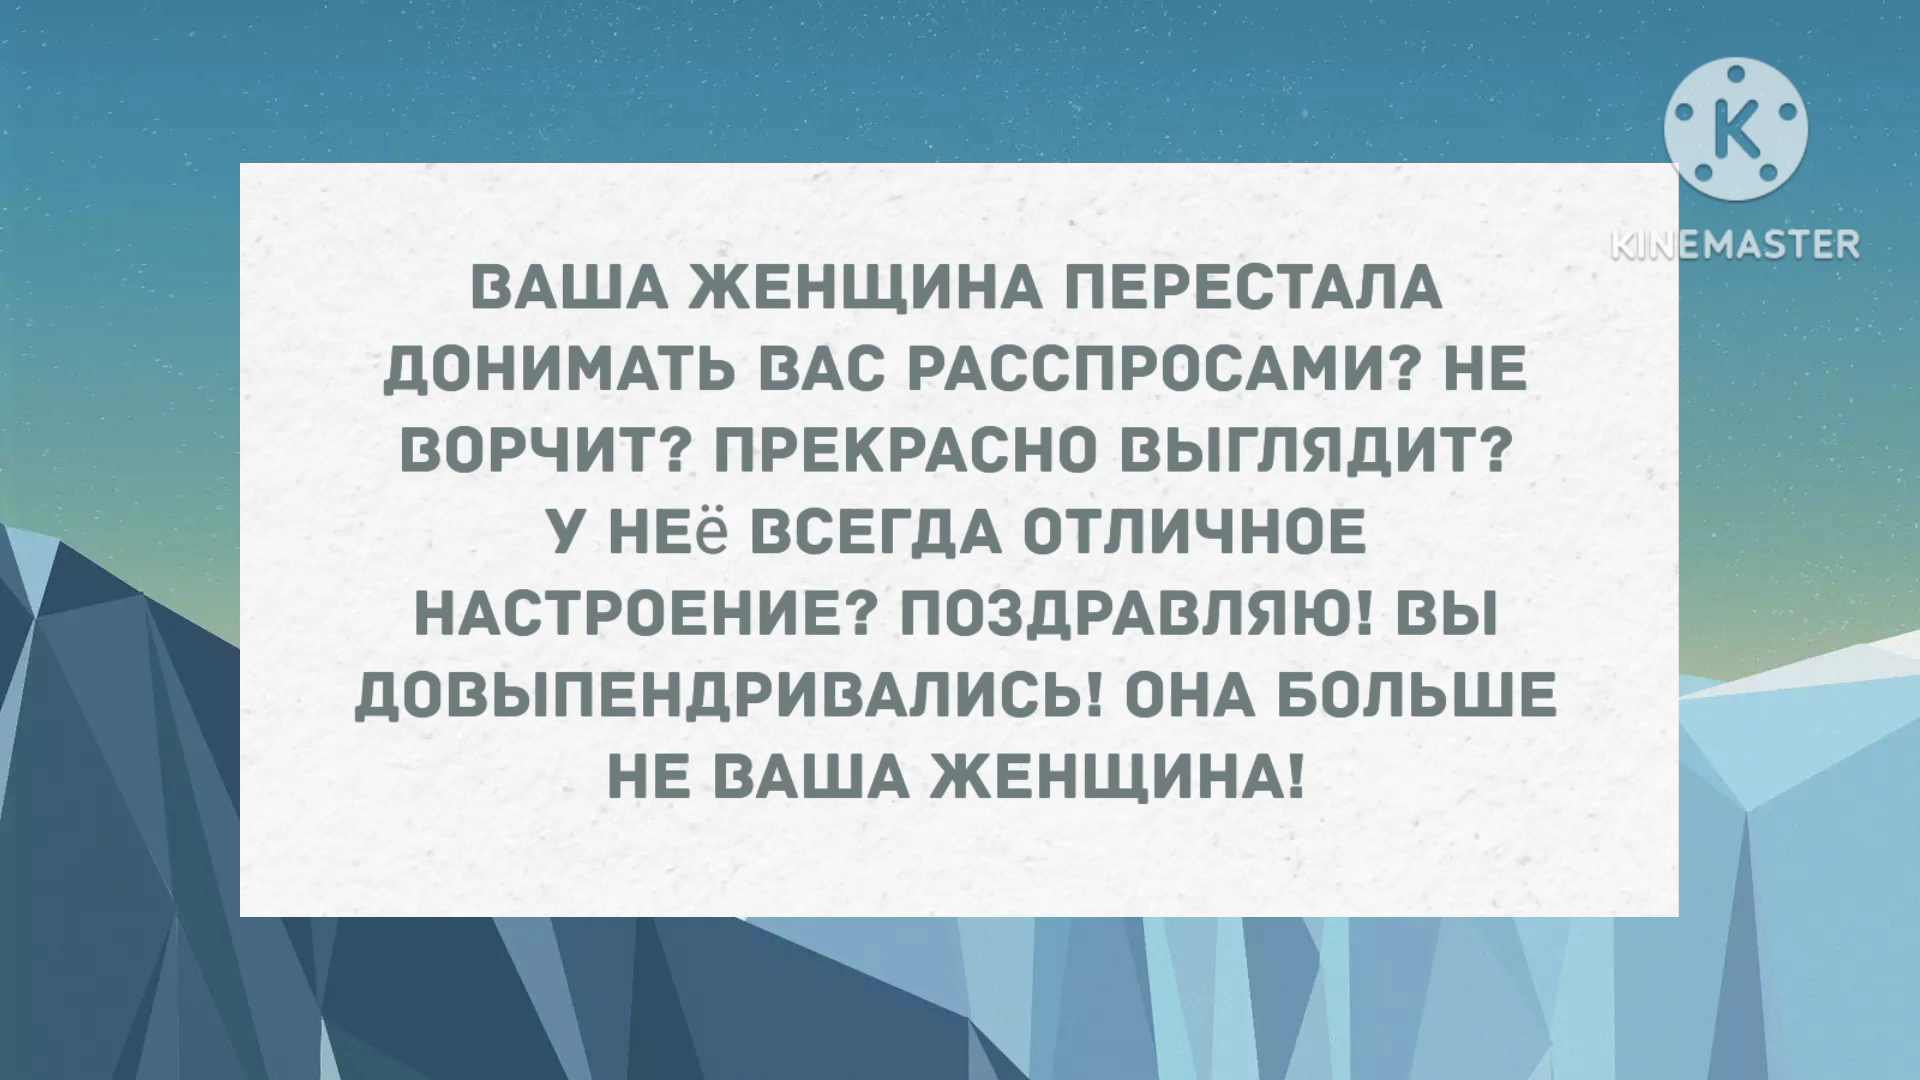 K
KINEMASTER
ВАША ЖЕНЩИНА ПЕРЕСТАЛА
ДОНИМАТЬ ВАС РАССПРОСАМИ? НЕ
ВОРЧИТ? ПРЕКРАСНО ВЫГЛЯДИТ?
У НЕё ВСЕГДА ОТЛИЧНОЕ
НАСТРОЕНИЕ? ПОЗДРАВЛЯЮ! ВЫ
ДОВЫПЕНДРИВАЛИСЬ! ОНА БОЛЬШЕ
НЕ ВАША ЖЕНЩИНА!